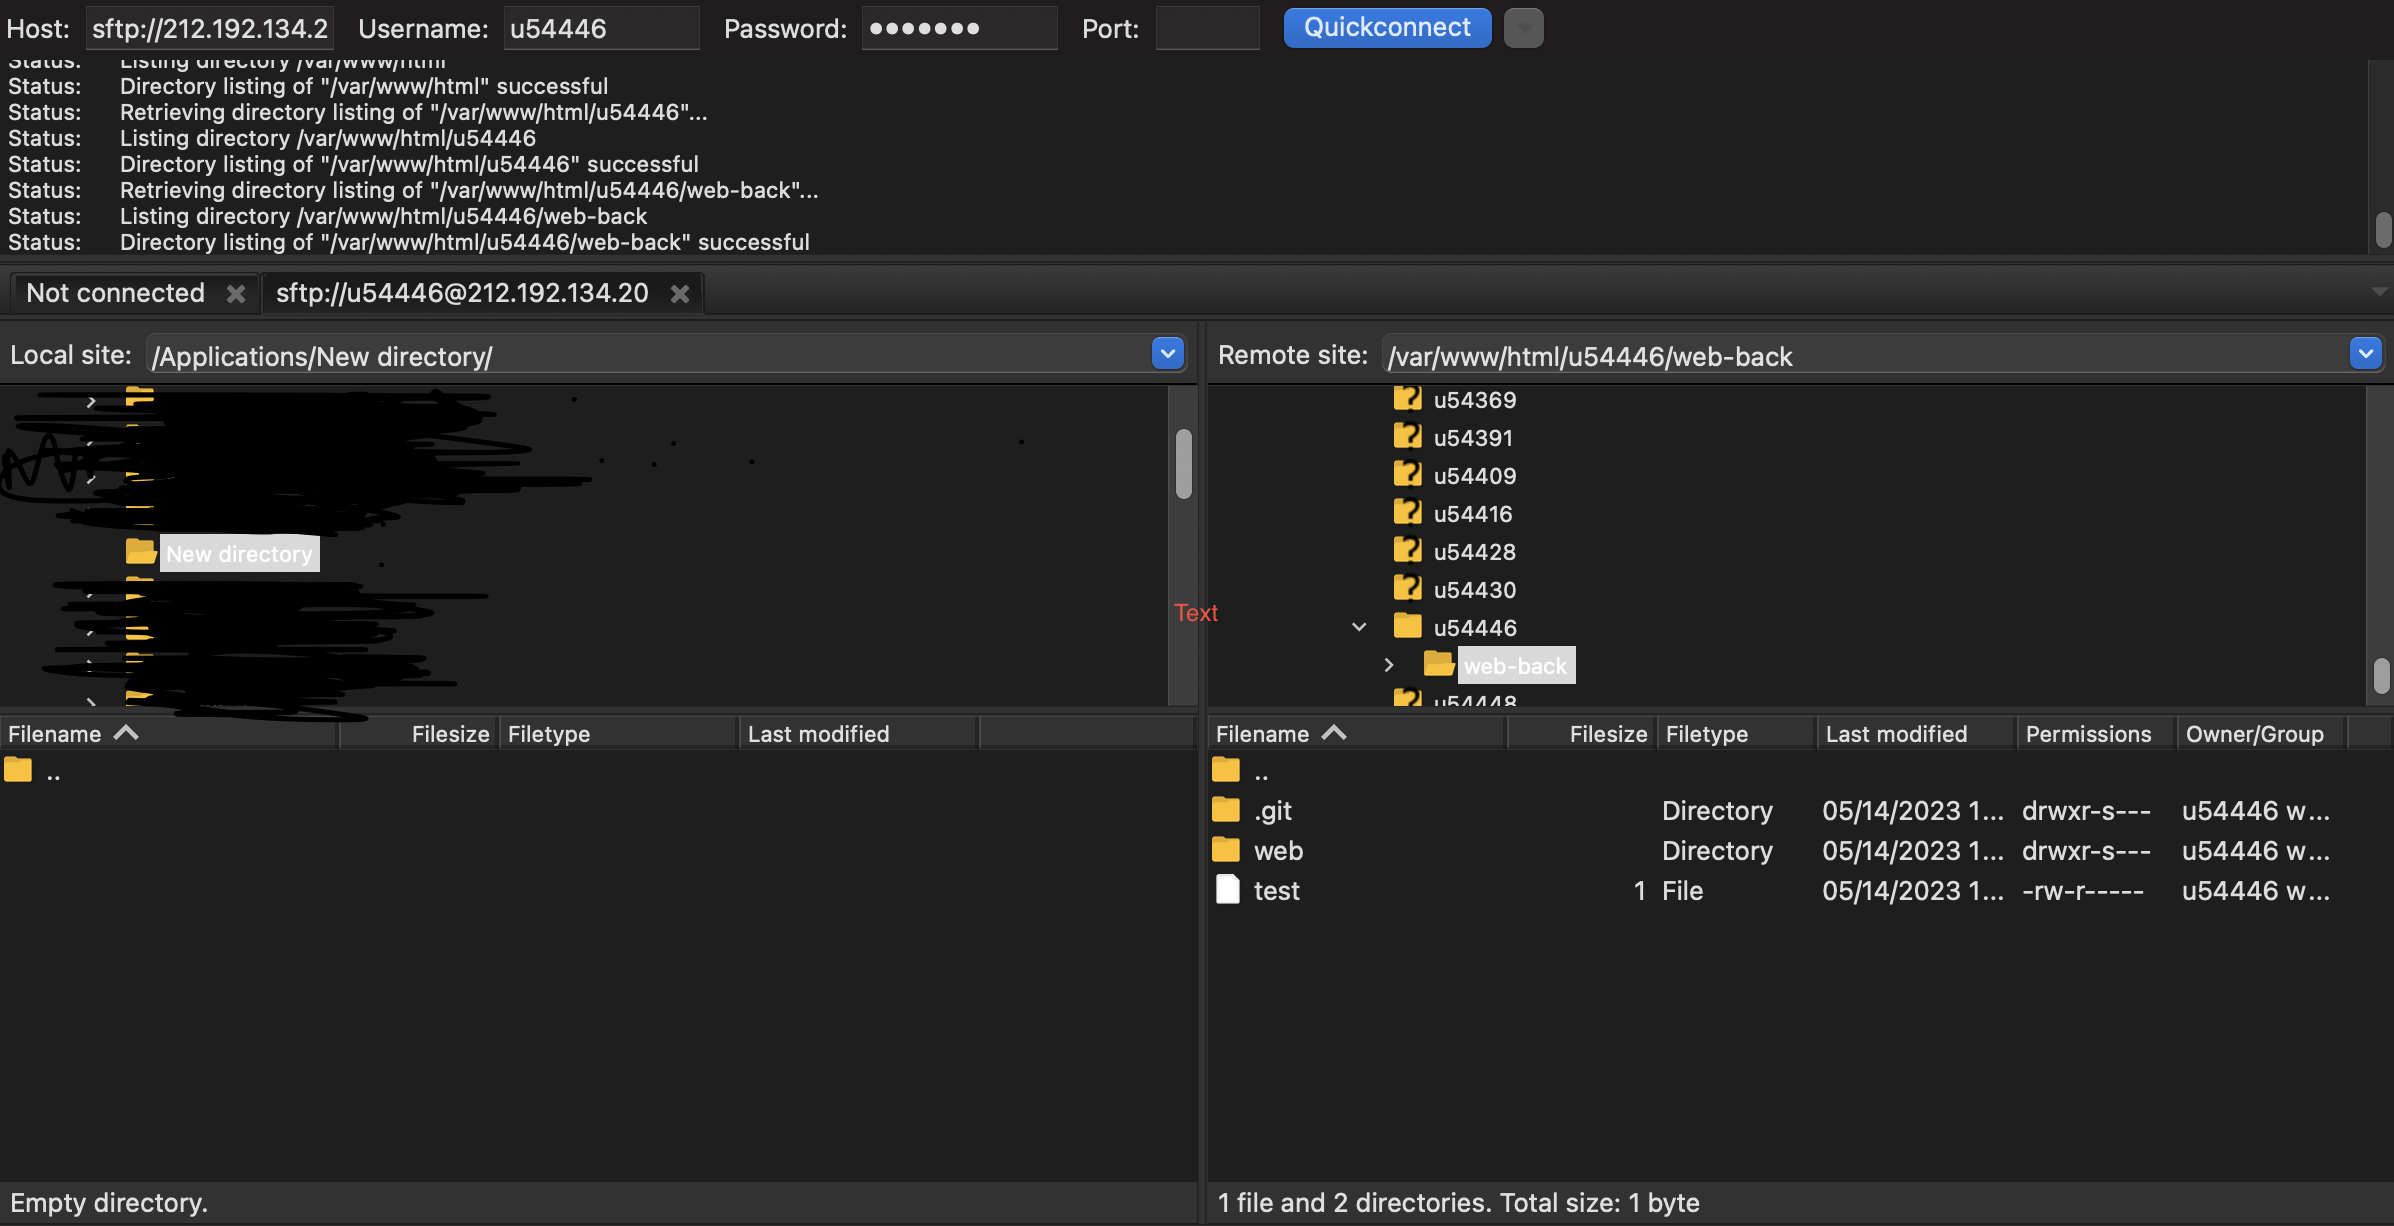 Host: sftp://212.192.134.2 Username: u54446 Password: ●●●●●●● Port: Quickconnect
Status: Listing directory /var/www/html
Status: Directory listing of "/var/www/html" successful
Status: Retrieving directory listing of "/var/www/html/u54446"...
Status: Listing directory /var/www/html/u54446
Status: Directory listing of "/var/www/html/u54446" successful
Status: Retrieving directory listing of "/var/www/html/u54446/web-back"...
Status: Listing directory /var/www/html/u54446/web-back
Status: Directory listing of "/var/www/html/u54446/web-back" successful
Not connected sftp://u54446@212.192.134.20
Local site: /Applications/New directory/
New directory
Text
Filename Filesize Filetype Last modified
..
Empty directory.
Remote site: /var/www/html/u54446/web-back
u54369
u54391
u54409
u54416
u54428
u54430
u54446
web-back
u54448
Filename Filesize Filetype Last modified Permissions Owner/Group
..
.git Directory 05/14/2023 1... drwxr-s--- u54446 w...
web Directory 05/14/2023 1... drwxr-s--- u54446 w...
test 1 File 05/14/2023 1... -rw-r----- u54446 w...
1 file and 2 directories. Total size: 1 byte